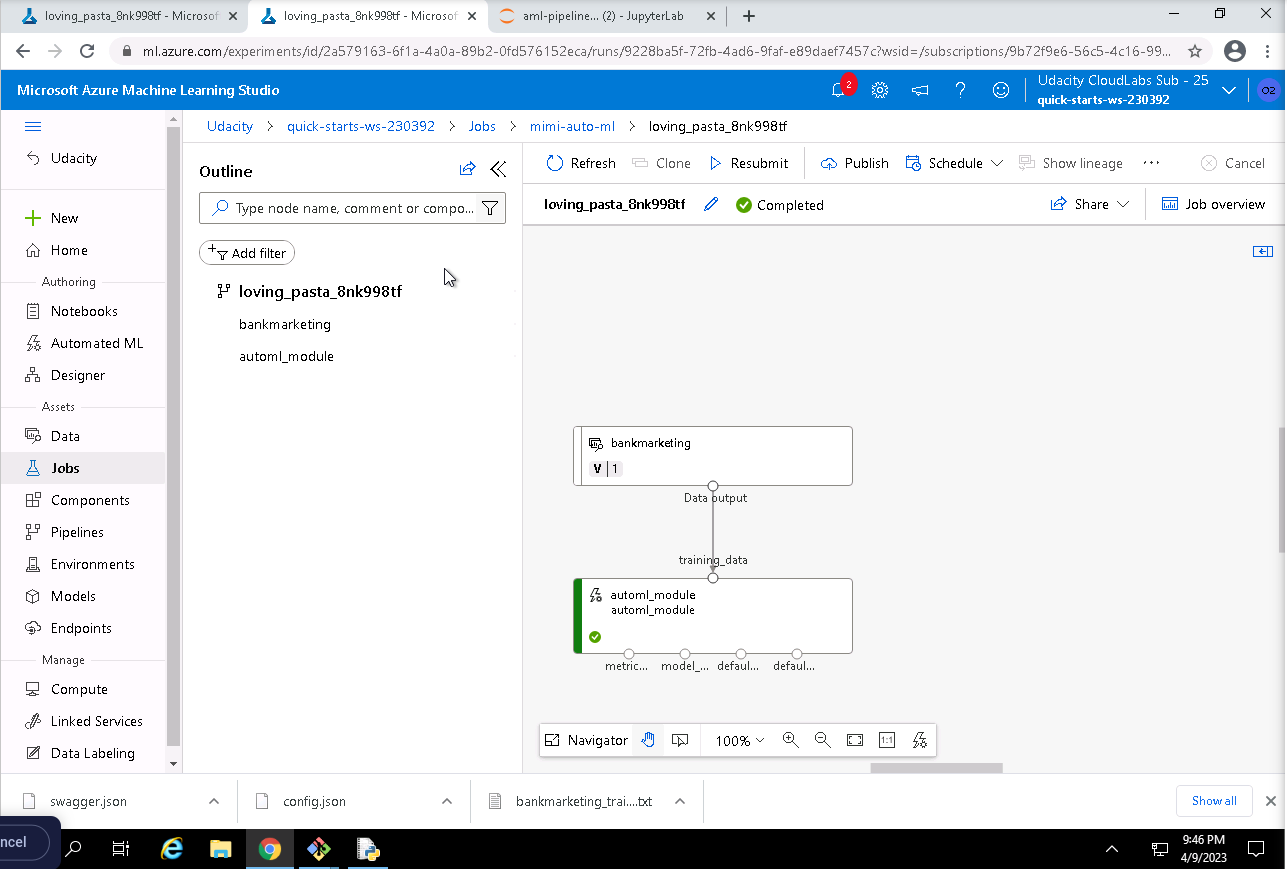 loving_pasta_8nk998tf - Microsof
loving_pasta_8nk998tf - Microsof
aml-pipeline... (2) - JupyterLab
ml.azure.com/experiments/id/2a579163-6f1a-4a0a-89b2-0fd576152eca/runs/9228ba5f-72fb-4ad6-9faf-e89daef7457c?wsid=/subscriptions/9b72f9e6-56c5-4c16-99...
Microsoft Azure Machine Learning Studio
2
Udacity CloudLabs Sub - 25
quick-starts-ws-230392
O2
Udacity
New
Home
Authoring
Notebooks
Automated ML
Designer
Assets
Data
Jobs
Components
Pipelines
Environments
Models
Endpoints
Manage
Compute
Linked Services
Data Labeling
Udacity > quick-starts-ws-230392 > Jobs > mimi-auto-ml > loving_pasta_8nk998tf
Outline
Type node name, comment or compo...
Add filter
loving_pasta_8nk998tf
bankmarketing
automl_module
Refresh
Clone
Resubmit
Publish
Schedule
Show lineage
Cancel
loving_pasta_8nk998tf
Completed
Share
Job overview
bankmarketing
V | 1
Data output
training_data
automl_module
automl_module
metric...
model_...
defaul...
defaul...
Navigator
100%
1:1
swagger.json
config.json
bankmarketing_trai....txt
Show all
ncel
9:46 PM
4/9/2023